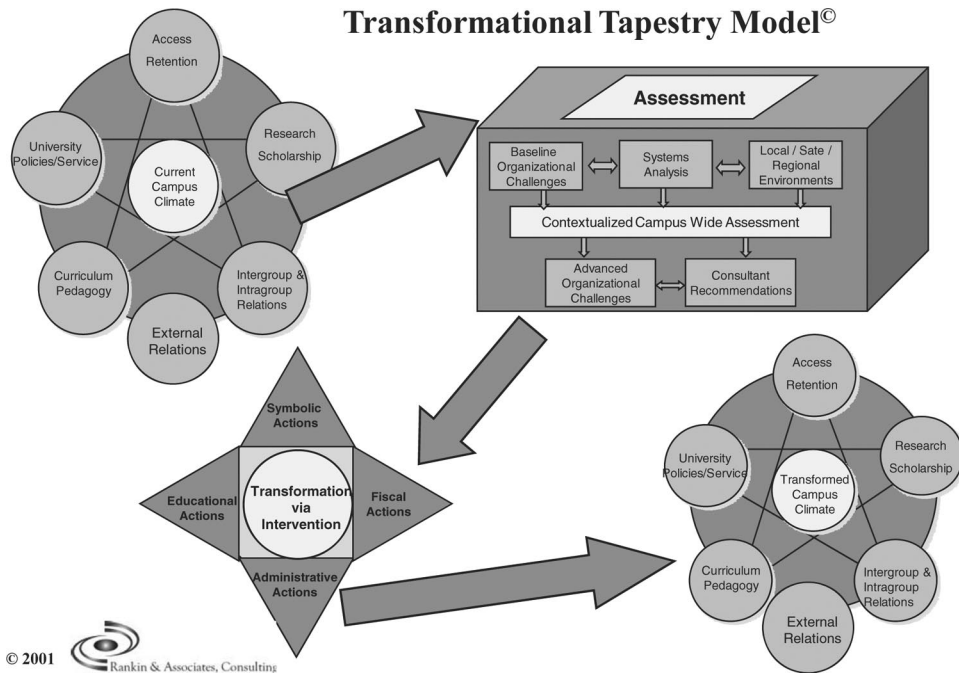 Transformational Tapestry Model©
Access
Retention
University
Policies/Service
Research
Scholarship
Current
Campus
Climate
Curriculum
Pedagogy
Intergroup &
Intragroup
Relations
External
Relations
Assessment
Baseline
Organizational
Challenges
Systems
Analysis
Local / Sate /
Regional
Environments
Contextualized Campus Wide Assessment
Advanced
Organizational
Challenges
Consultant
Recommendations
Symbolic
Actions
Educational
Actions
Transformation
via
Intervention
Fiscal
Actions
Administrative
Actions
Access
Retention
University
Policies/Service
Research
Scholarship
Transformed
Campus
Climate
Curriculum
Pedagogy
Intergroup &
Intragroup
Relations
External
Relations
© 2001
Rankin & Associates, Consulting